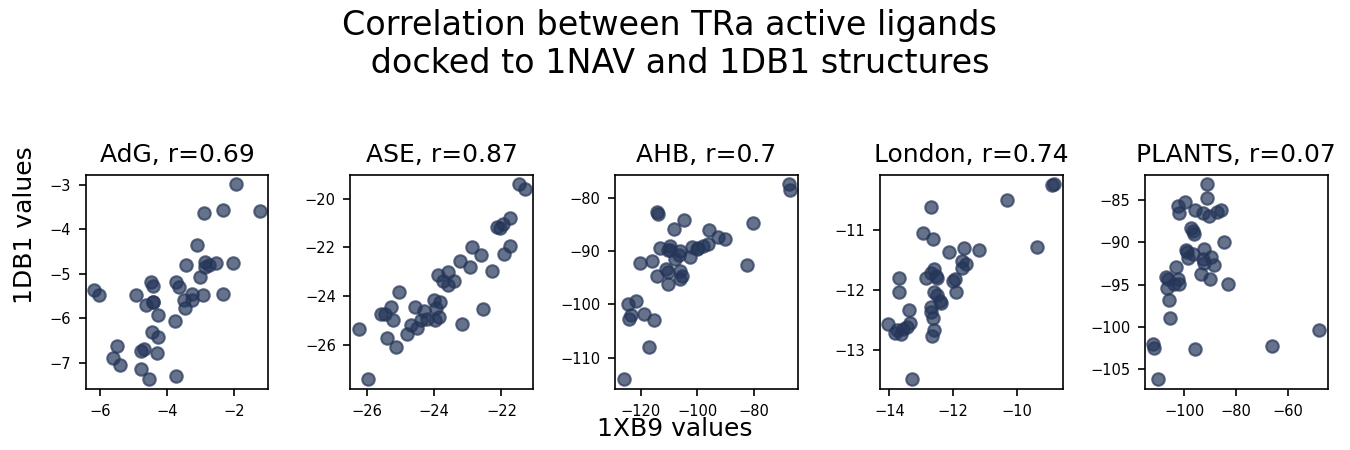 Correlation between TRa active ligands
docked to 1NAV and 1DB1 structures
1DB1 values
AdG, r=0.69
−3
−4
−5
−6
−7
−6 −4 −2
ASE, r=0.87
−20
−22
−24
−26
−26 −24 −22
AHB, r=0.7
−80
−90
−100
−110
−120 −100 −80
London, r=0.74
−11
−12
−13
−14 −12 −10
PLANTS, r=0.07
−85
−90
−95
−100
−105
−100 −80 −60
1XB9 values